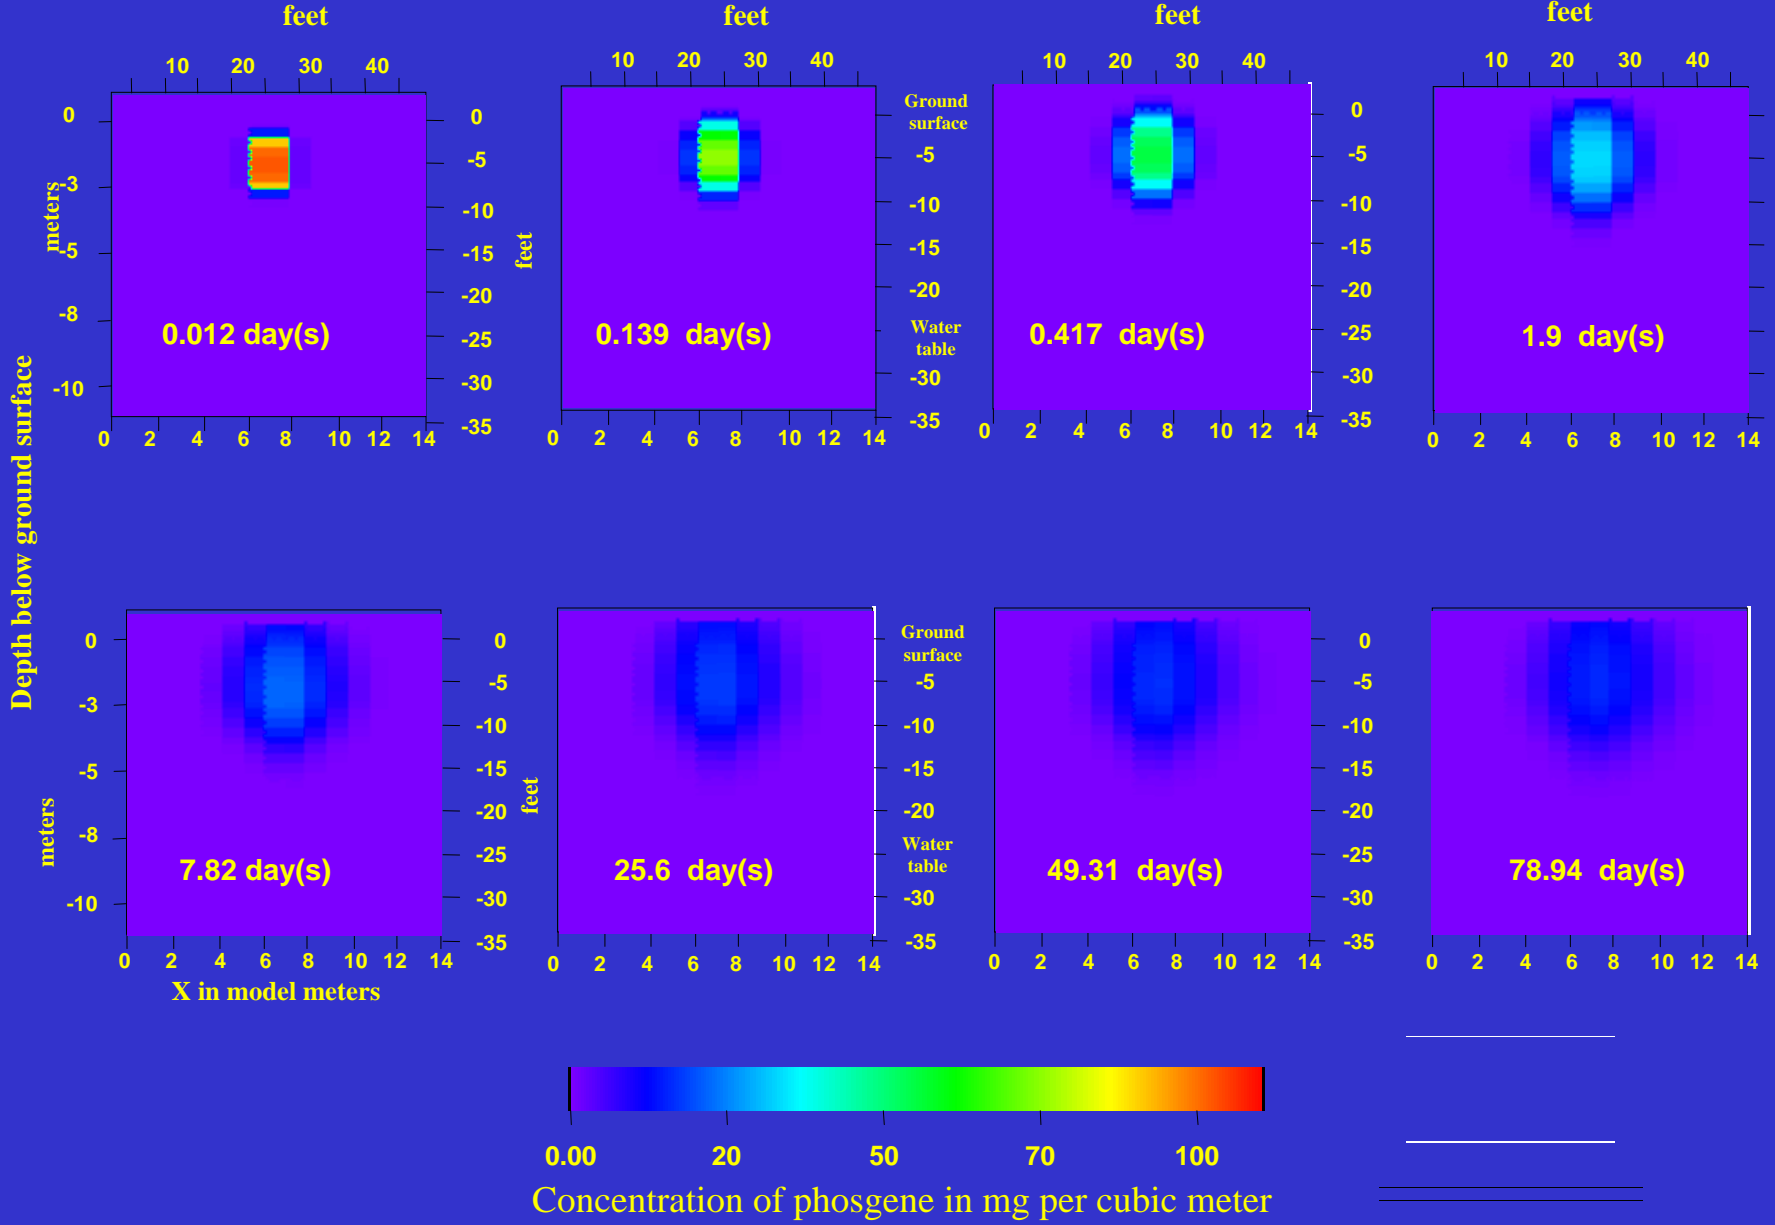 feet feet feet feet
10 20 30 40 10 20 30 40 10 20 30 40 10 20 30 40
0 -3 -5 -8 -10
meters
0 -5 -10 -15 -20 -25 -30 -35
feet
Ground
surface
-5 -10 -15 -20
Water
table
-30 -35
0 -5 -10 -15 -20 -25 -30 -35
0.012 day(s)
0.139 day(s)
0.417 day(s)
1.9 day(s)
0 2 4 6 8 10 12 14
0 2 4 6 8 10 12 14
0 2 4 6 8 10 12 14
0 2 4 6 8 10 12 14
Depth below ground surface
0 -3 -5 -8 -10
meters
0 -5 -10 -15 -20 -25 -30 -35
feet
Ground
surface
-5 -10 -15 -20
Water
table
-30 -35
0 -5 -10 -15 -20 -25 -30 -35
7.82 day(s)
25.6 day(s)
49.31 day(s)
78.94 day(s)
0 2 4 6 8 10 12 14
0 2 4 6 8 10 12 14
0 2 4 6 8 10 12 14
0 2 4 6 8 10 12 14
X in model meters
0.00 20 50 70 100
Concentration of phosgene in mg per cubic meter